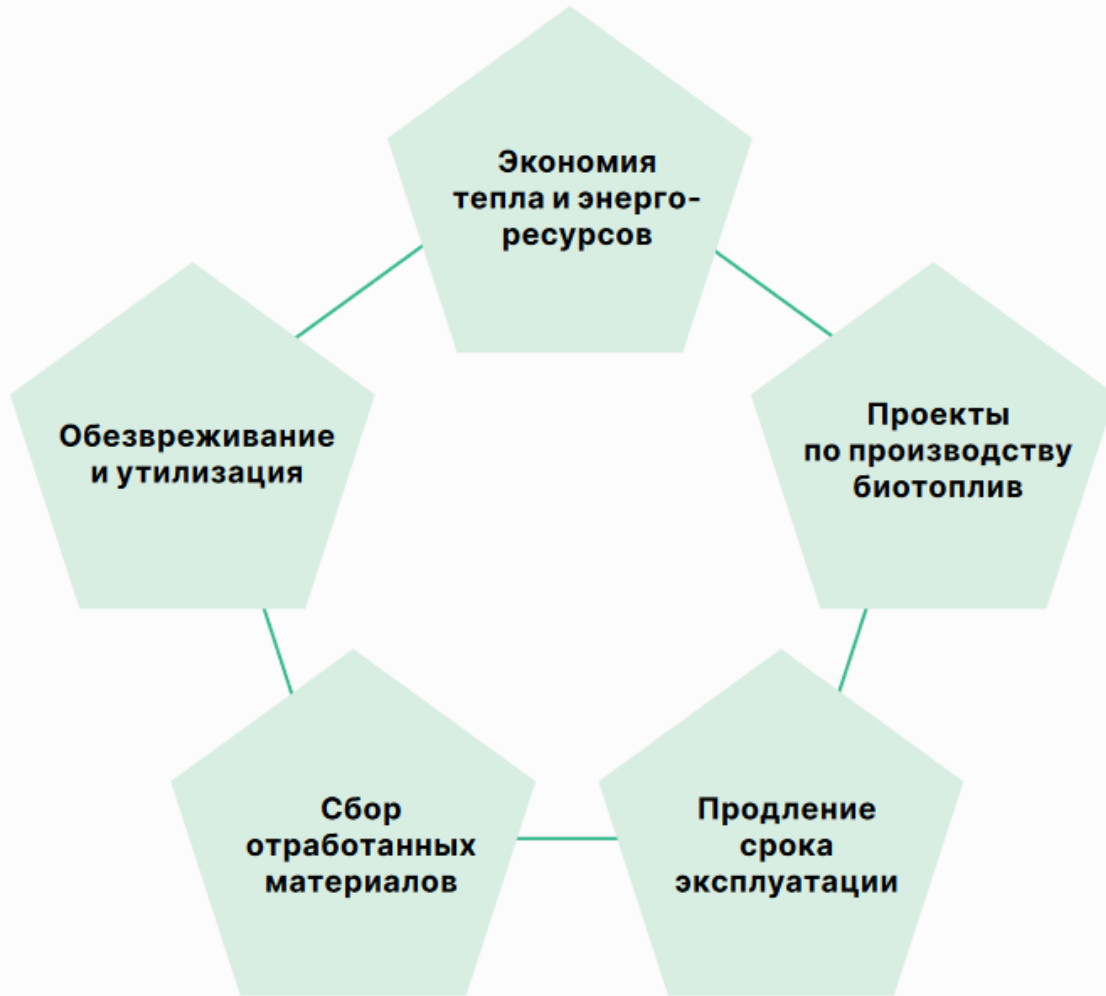 Экономия
тепла и энерго-
ресурсов
Обезвреживание
и утилизация
Проекты
по производству
биотоплив
Сбор
отработанных
материалов
Продление
срока
эксплуатации